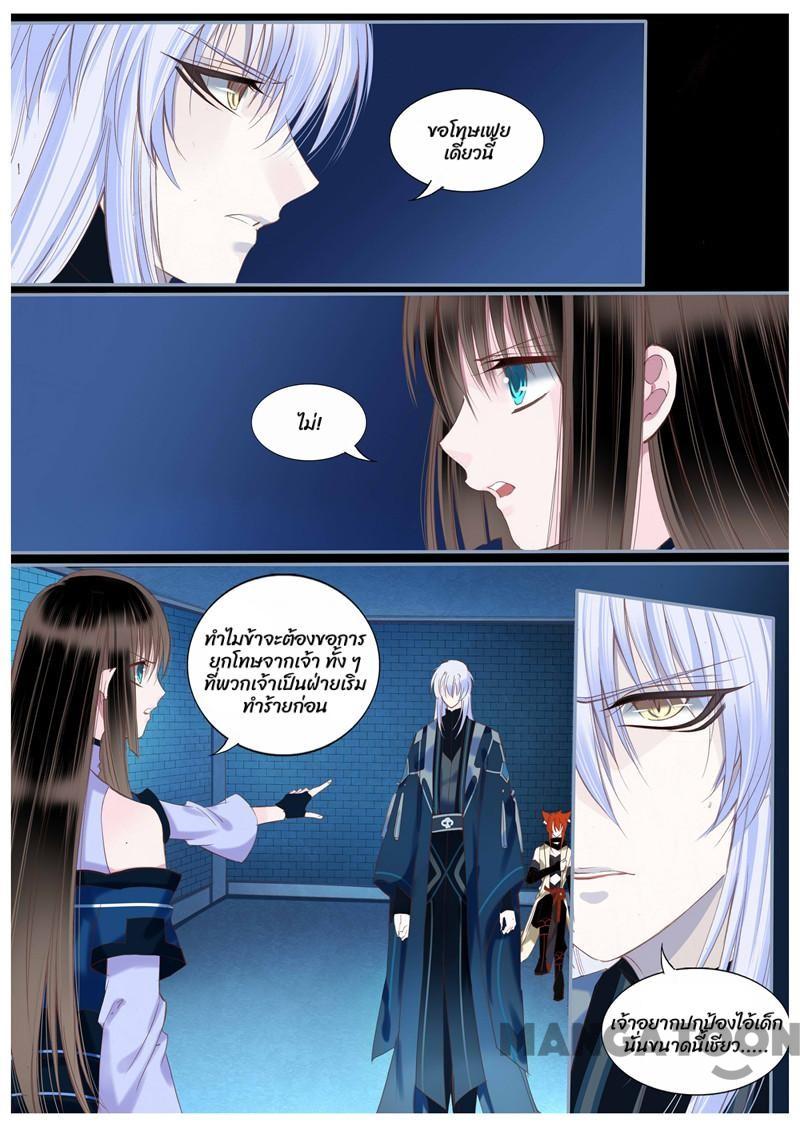 ขอโทษเฟย
เดี๋ยวนี้
ไม่!
ทำไมข้าจะต้องขอการ
ยกโทษจากเจ้า ทั้ง ๆ
ที่พวกเจ้าเป็นฝ่ายเริ่ม
ทำร้ายก่อน
เจ้าอยากปกป้องไอ้เด็ก
นั่นขนาดนี้เชียว.....
MANGATOON